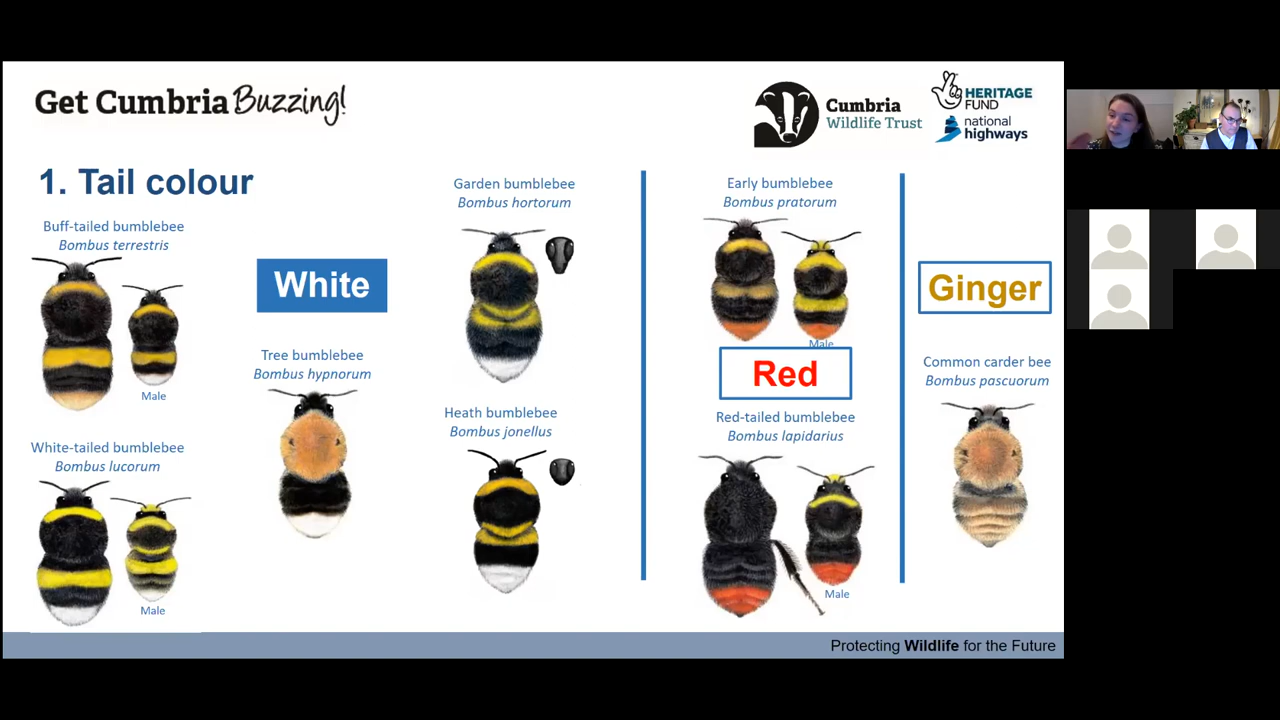 Get Cumbria Buzzing!
Cumbria
Wildlife Trust
HERITAGE
FUND
national
highways
1. Tail colour
Buff-tailed bumblebee
Bombus terrestris
Male
White-tailed bumblebee
Bombus lucorum
Male
White
Tree bumblebee
Bombus hypnorum
Garden bumblebee
Bombus hortorum
Heath bumblebee
Bombus jonellus
Early bumblebee
Bombus pratorum
Male
Red
Red-tailed bumblebee
Bombus lapidarius
Male
Ginger
Common carder bee
Bombus pascuorum
Protecting Wildlife for the Future